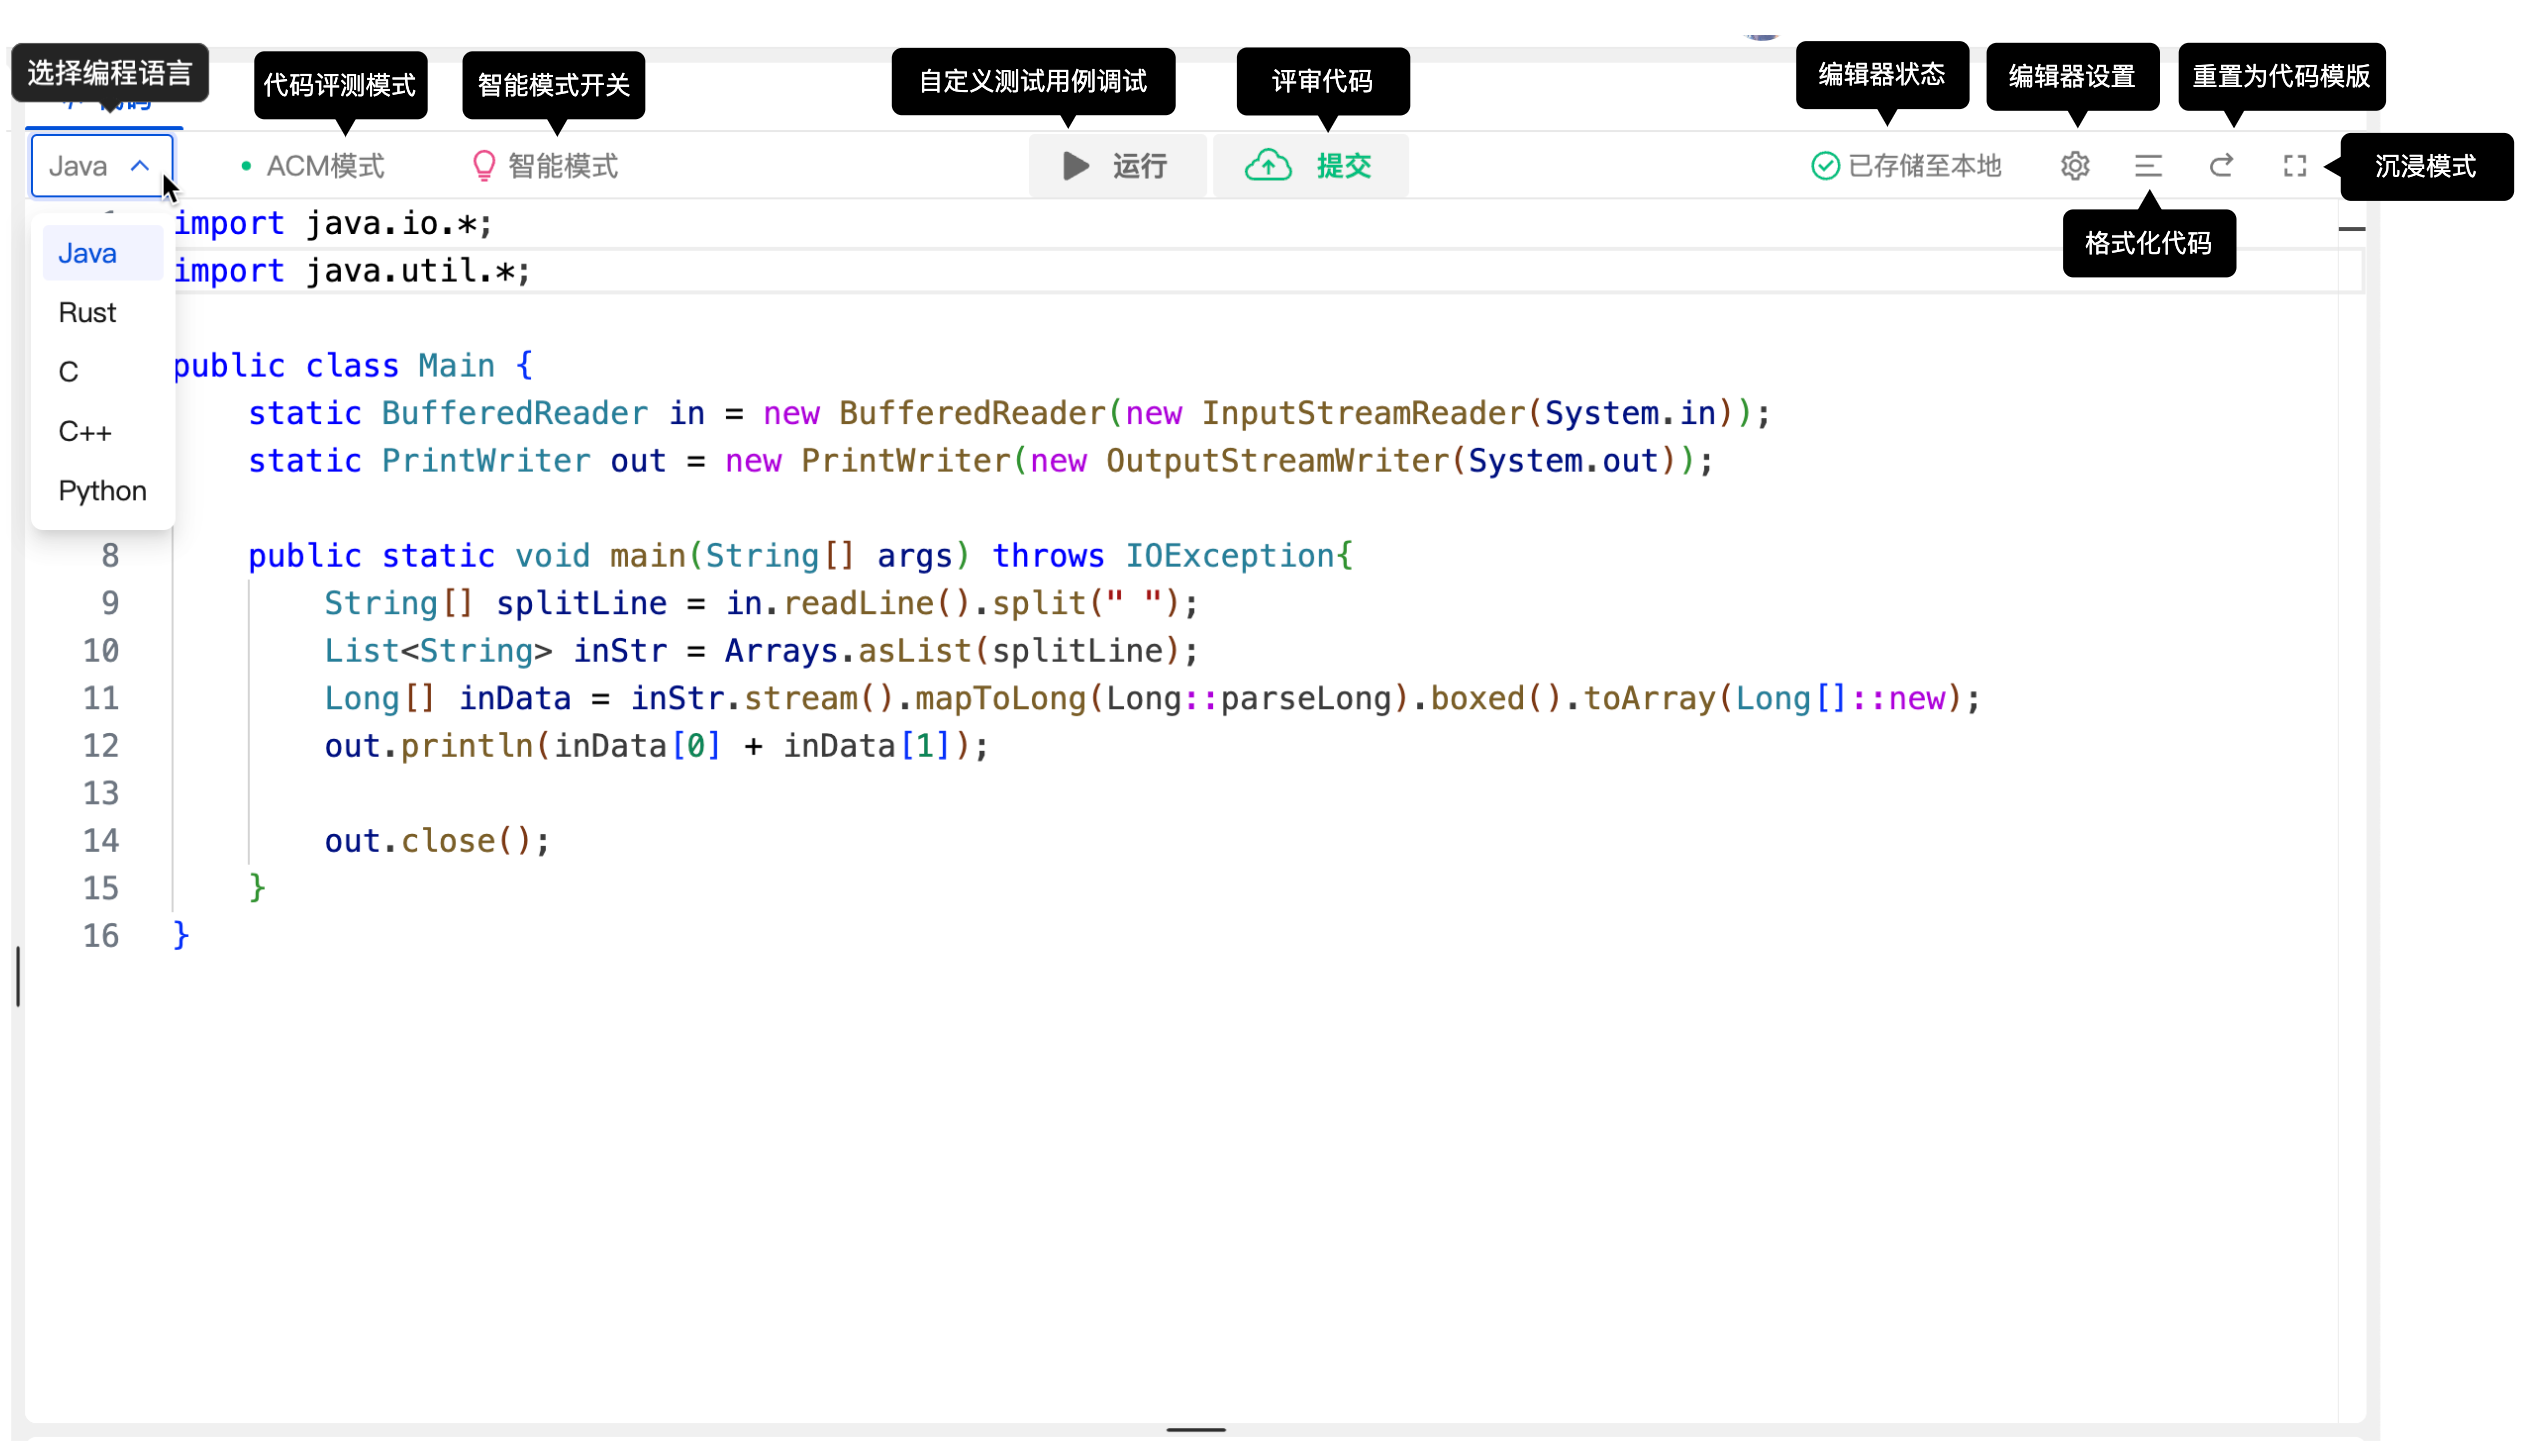 选择编程语言
代码评测模式
智能模式开关
自定义测试用例调试
评审代码
编辑器状态
编辑器设置
重置为代码模版
Java
ACM模式
智能模式
运行
提交
已存储至本地
沉浸模式
格式化代码
Java
Rust
C
C++
Python
import java.io.*;
import java.util.*;
public class Main {
static BufferedReader in = new BufferedReader(new InputStreamReader(System.in));
static PrintWriter out = new PrintWriter(new OutputStreamWriter(System.out));
8 public static void main(String[] args) throws IOException{
9 String[] splitLine = in.readLine().split(" ");
10 List<String> inStr = Arrays.asList(splitLine);
11 Long[] inData = inStr.stream().mapToLong(Long::parseLong).boxed().toArray(Long[]::new);
12 out.println(inData[0] + inData[1]);
13
14 out.close();
15 }
16 }